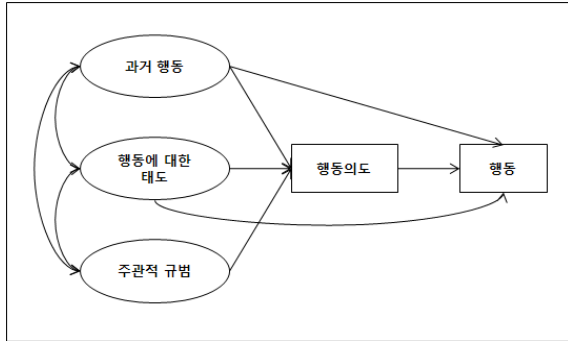 과거 행동
행동에 대한
태도
행동의도
행동
주관적 규범